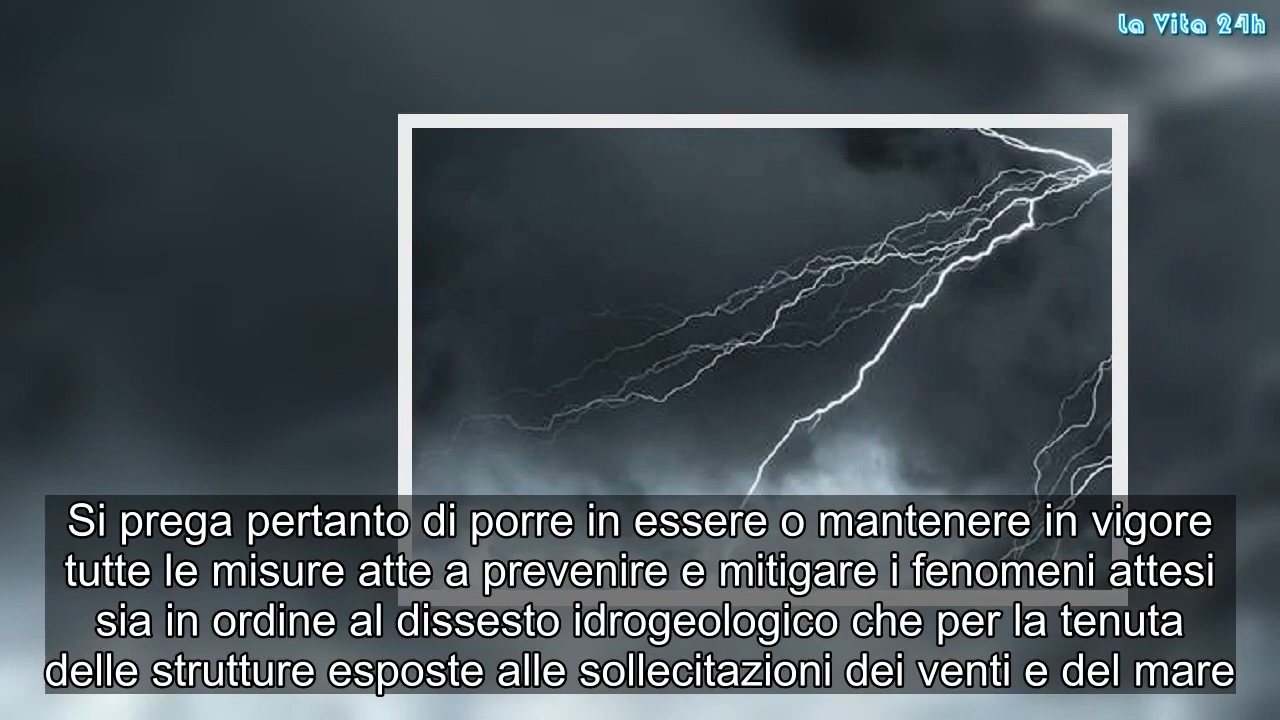 La Vita 24h
Si prega pertanto di porre in essere o mantenere in vigore
tutte le misure atte a prevenire e mitigare i fenomeni attesi
sia in ordine al dissesto idrogeologico che per la tenuta
delle strutture esposte alle sollecitazioni dei venti e del mare